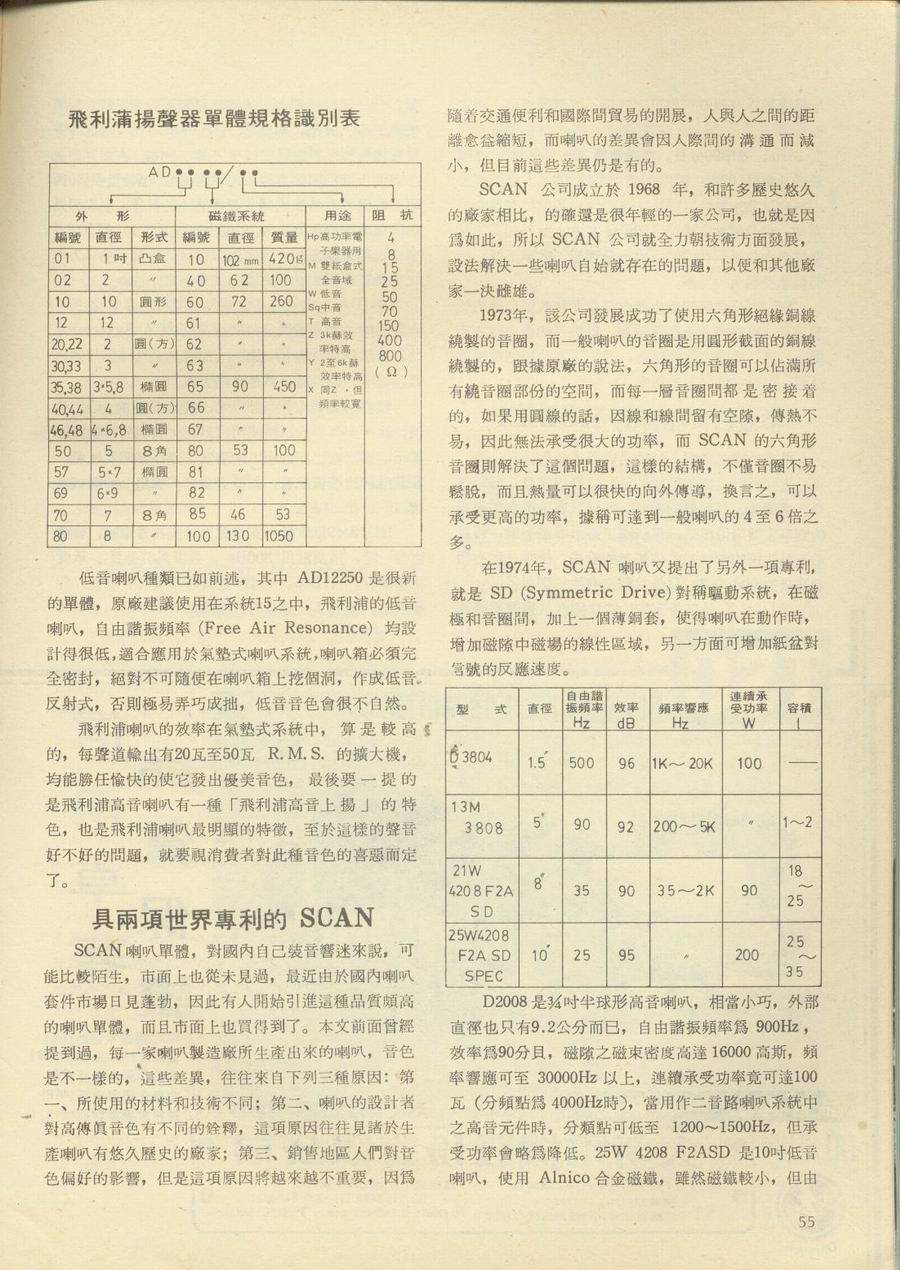 飛利蒲揚聲器單體規格識別表
AD●● ●●/●●
外 形 磁鐵系統 用途 阻 抗
編號 直徑 形式 編號 直徑 質量
01 1吋 凸盒 10 102mm 420g
02 2 〃 40 62 100
10 10 圓形 60 72 260
12 12 〃 61 〃 〃
20,22 2 圓(方) 62 〃 〃
30,33 3 〃 63 〃 〃
35,38 3*5,8 橢圓 65 90 450
40,44 4 圓(方) 66 〃 〃
46,48 4*6,8 橢圓 67 〃 〃
50 5 8角 80 53 100
57 5*7 橢圓 81 〃 〃
69 6*9 〃 82 〃 〃
70 7 8角 85 46 53
80 8 〃 100 130 1050
Hp高功率電
子樂器用
M 雙紙盒式
全音域
W 低音
Sq中音
T 高音
Z 3k赫效
率特高
Y 2至6k赫
效率特高
X 同Z，但
頻率較寬
4
8
15
25
50
70
150
400
800
(Ω)
低音喇叭種類已如前述，其中 AD12250 是很新
的單體，原廠建議使用在系統15之中，飛利浦的低音
喇叭，自由諧振頻率 (Free Air Resonance) 均設
計得很低，適合應用於氣墊式喇叭系統，喇叭箱必須完
全密封，絕對不可隨便在喇叭箱上挖個洞，作成低音
反射式，否則極易弄巧成拙，低音音色會很不自然。
飛利浦喇叭的效率在氣墊式系統中， 算是較高
的，每聲道輸出有20瓦至50瓦 R.M.S. 的擴大機，
均能勝任愉快的使它發出優美音色， 最後要一提的
是飛利浦高音喇叭有一種「飛利浦高音上揚」的特
色，也是飛利浦喇叭最明顯的特徵，至於這樣的聲音
好不好的問題，就要視消費者對此種音色的喜惡而定
了。
具兩項世界專利的 SCAN
SCAN喇叭單體，對國內自己裝音響迷來說，可
能比較陌生，市面上也從未見過，最近由於國內喇叭
套件市場日見蓬勃，因此有人開始引進這種品質頗高
的喇叭單體，而且市面上也買得到了。本文前面曾經
提到過，每一家喇叭製造廠所生產出來的喇叭，音色
是不一樣的，這些差異，往往來自下列三種原因：第
一、所使用的材料和技術不同；第二、喇叭的設計者
對高傳眞音色有不同的銓釋，這項原因往往見諸於生
產喇叭有悠久歷史的廠家；第三、銷售地區人們對音
色偏好的影響，但是這項原因將越來越不重要，因爲
隨着交通便利和國際間貿易的開展，人與人之間的距
離愈益縮短，而喇叭的差異會因人際間的溝通而減
小，但目前這些差異仍是有的。
SCAN 公司成立於 1968 年，和許多歷史悠久
的廠家相比，的確還是很年輕的一家公司，也就是因
爲如此，所以 SCAN 公司就全力朝技術方面發展，
設法解決一些喇叭自始就存在的問題，以便和其他廠
家一決雌雄。
1973年，該公司發展成功了使用六角形絕緣銅線
繞製的音圈，而一般喇叭的音圈是用圓形截面的銅線
繞製的，跟據原廠的說法，六角形的音圈可以佔滿所
有繞音圈部份的空間，而每一層音圈間都是密接着
的，如果用圓線的話，因線和線間留有空隙，傳熱不
易，因此無法承受很大的功率，而 SCAN 的六角形
音圈則解決了這個問題，這樣的結構，不僅音圈不易
鬆脫，而且熱量可以很快的向外傳導，換言之，可以
承受更高的功率，據稱可達到一般喇叭的4至6倍之
多。
在1974年，SCAN 喇叭又提出了另外一項專利，
就是 SD (Symmetric Drive) 對稱驅動系統，在磁
極和音圈間，加上一個薄銅套，使得喇叭在動作時，
增加磁隙中磁場的線性區域，另一方面可增加紙盆對
信號的反應速度。
型 式 直徑 自由諧振頻率Hz 效率dB 頻率響應Hz 連續承受功率W 容積l
D3804 1.5″ 500 96 1K～20K 100 ——
13M 3808 5″ 90 92 200～5K 〃 1～2
21W 4208F2A SD 8″ 35 90 35～2K 90 18～25
25W4208 F2A SD SPEC 10″ 25 95 〃 200 25～35
D2008是¾吋半球形高音喇叭，相當小巧，外部
直徑也只有9.2公分而已，自由諧振頻率爲 900Hz，
效率爲90分貝，磁隙之磁束密度高達16000高斯，頻
率響應可至 30000Hz 以上，連續承受功率竟可達100
瓦（分頻點爲 4000Hz時），當用作二音路喇叭系統中
之高音元件時，分類點可低至 1200～1500Hz，但承
受功率會略爲降低。25W 4208 F2ASD 是10吋低音
喇叭，使用 Alnico合金磁鐵，雖然磁鐵較小，但由
55